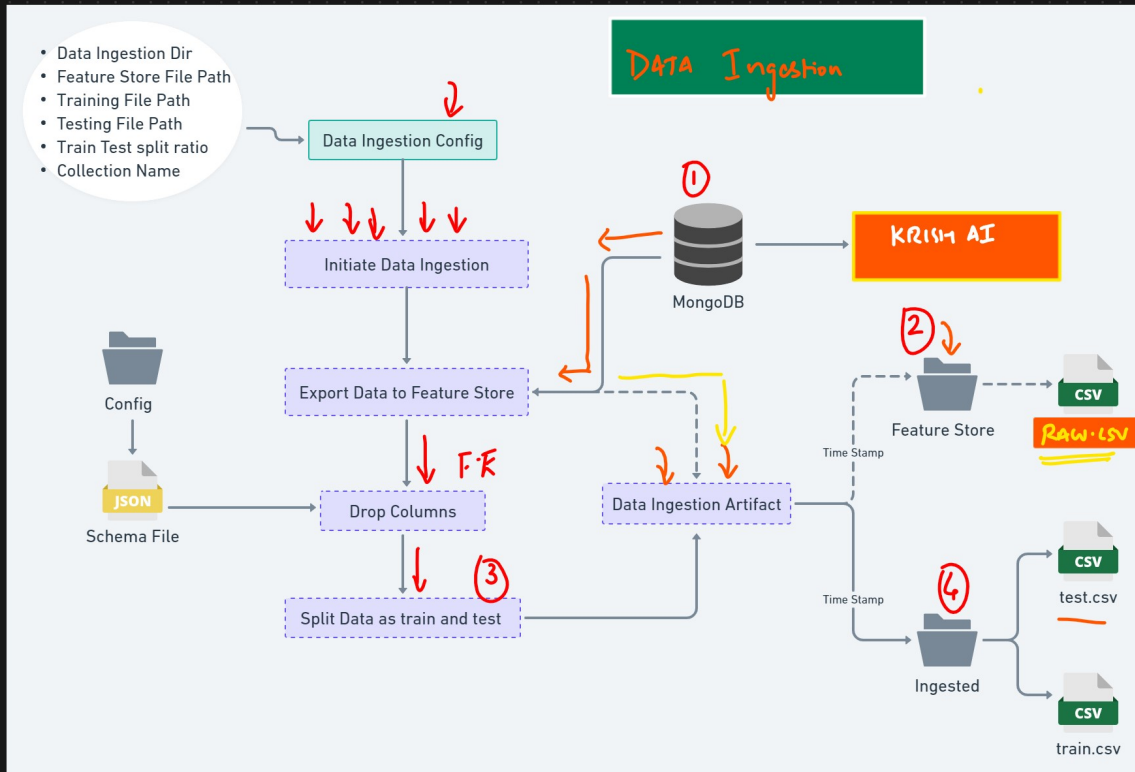 • Data Ingestion Dir
• Feature Store File Path
• Training File Path
• Testing File Path
• Train Test split ratio
• Collection Name
DATA Ingestion
Data Ingestion Config
1
Initiate Data Ingestion
MongoDB
KRISH AI
2
Config
Export Data to Feature Store
Feature Store
CSV
RAW.CSV
Time Stamp
F.E
JSON
Schema File
Drop Columns
Data Ingestion Artifact
3
Split Data as train and test
CSV
test.csv
Time Stamp
4
Ingested
CSV
train.csv